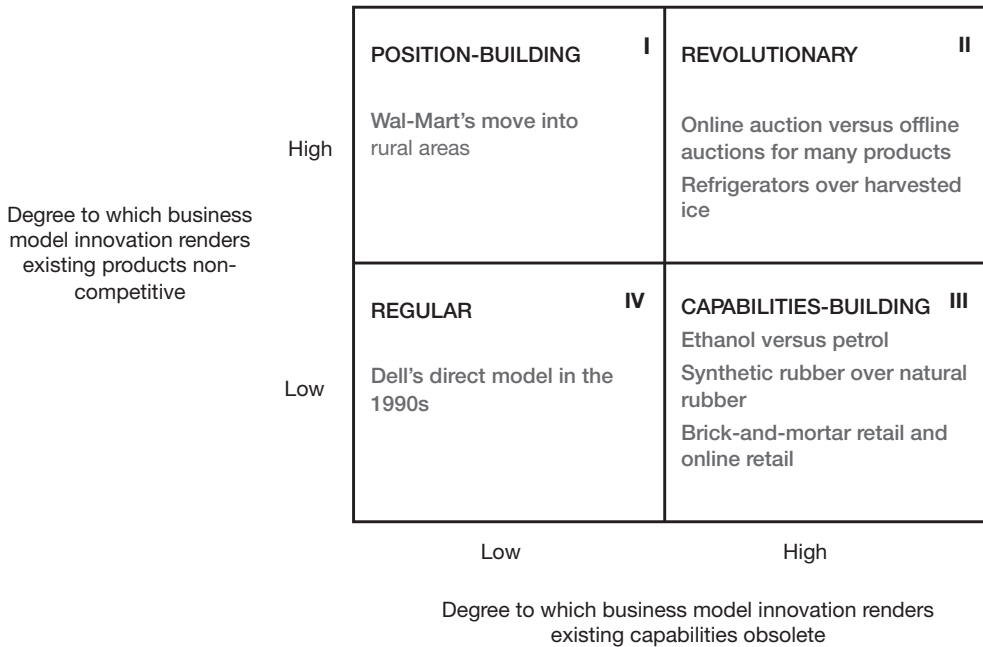 Degree to which business
model innovation renders
existing products non-
competitive
High
Low
POSITION-BUILDING I
Wal-Mart’s move into
rural areas
REVOLUTIONARY II
Online auction versus offline
auctions for many products
Refrigerators over harvested
ice
REGULAR IV
Dell’s direct model in the
1990s
CAPABILITIES-BUILDING III
Ethanol versus petrol
Synthetic rubber over natural
rubber
Brick-and-mortar retail and
online retail
Low
High
Degree to which business model innovation renders
existing capabilities obsolete